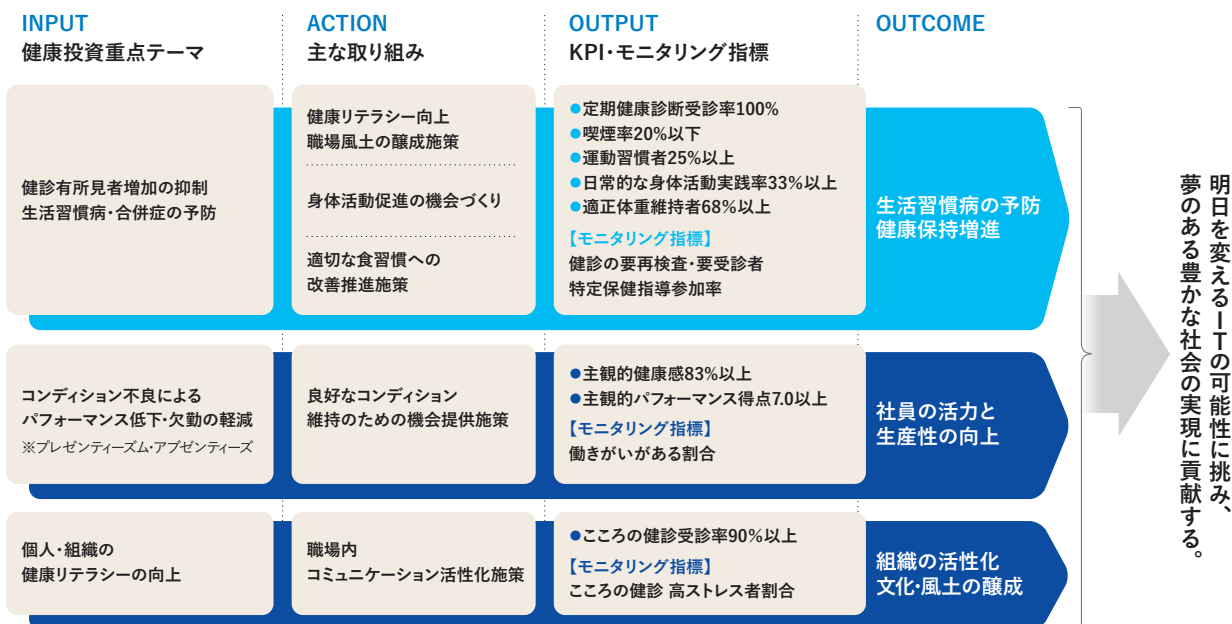 INPUT
健康投資重点テーマ
ACTION
主な取り組み
OUTPUT
KPI・モニタリング指標
OUTCOME
健診有所見者増加の抑制
生活習慣病・合併症の予防
健康リテラシー向上
職場風土の醸成施策
身体活動促進の機会づくり
適切な食習慣への
改善推進施策
●定期健康診断受診率100%
●喫煙率20%以下
●運動習慣者25%以上
●日常的な身体活動実践率33%以上
●適正体重維持者68%以上
【モニタリング指標】
健診の要再検査・要受診者
特定保健指導参加率
生活習慣病の予防
健康保持増進
コンディション不良による
パフォーマンス低下・欠勤の軽減
※プレゼンティーズム・アブゼンティーズ
良好なコンディション
維持のための機会提供施策
●主観的健康感83%以上
●主観的パフォーマンス得点7.0以上
【モニタリング指標】
働きがいがある割合
社員の活力と
生産性の向上
個人・組織の
健康リテラシーの向上
職場内
コミュニケーション活性化施策
●こころの健診受診率90%以上
【モニタリング指標】
こころの健診 高ストレス者割合
組織の活性化
文化・風土の醸成
明日を変えるITの可能性に挑み、
夢のある豊かな社会の実現に貢献する。